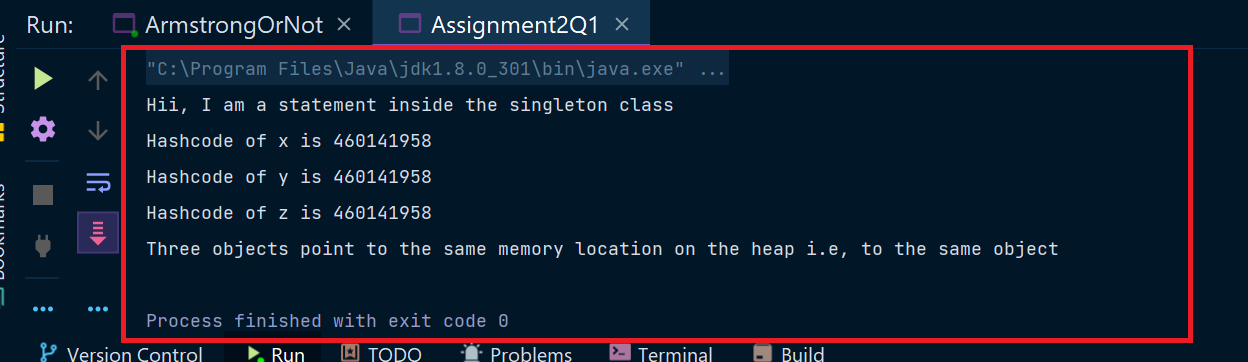 Run: ArmstrongOrNot × Assignment2Q1 ×
"C:\Program Files\Java\jdk1.8.0_301\bin\java.exe" ...
Hii, I am a statement inside the singleton class
Hashcode of x is 460141958
Hashcode of y is 460141958
Hashcode of z is 460141958
Three objects point to the same memory location on the heap i.e, to the same object
Process finished with exit code 0
Version Control Run TODO Problems Terminal Build